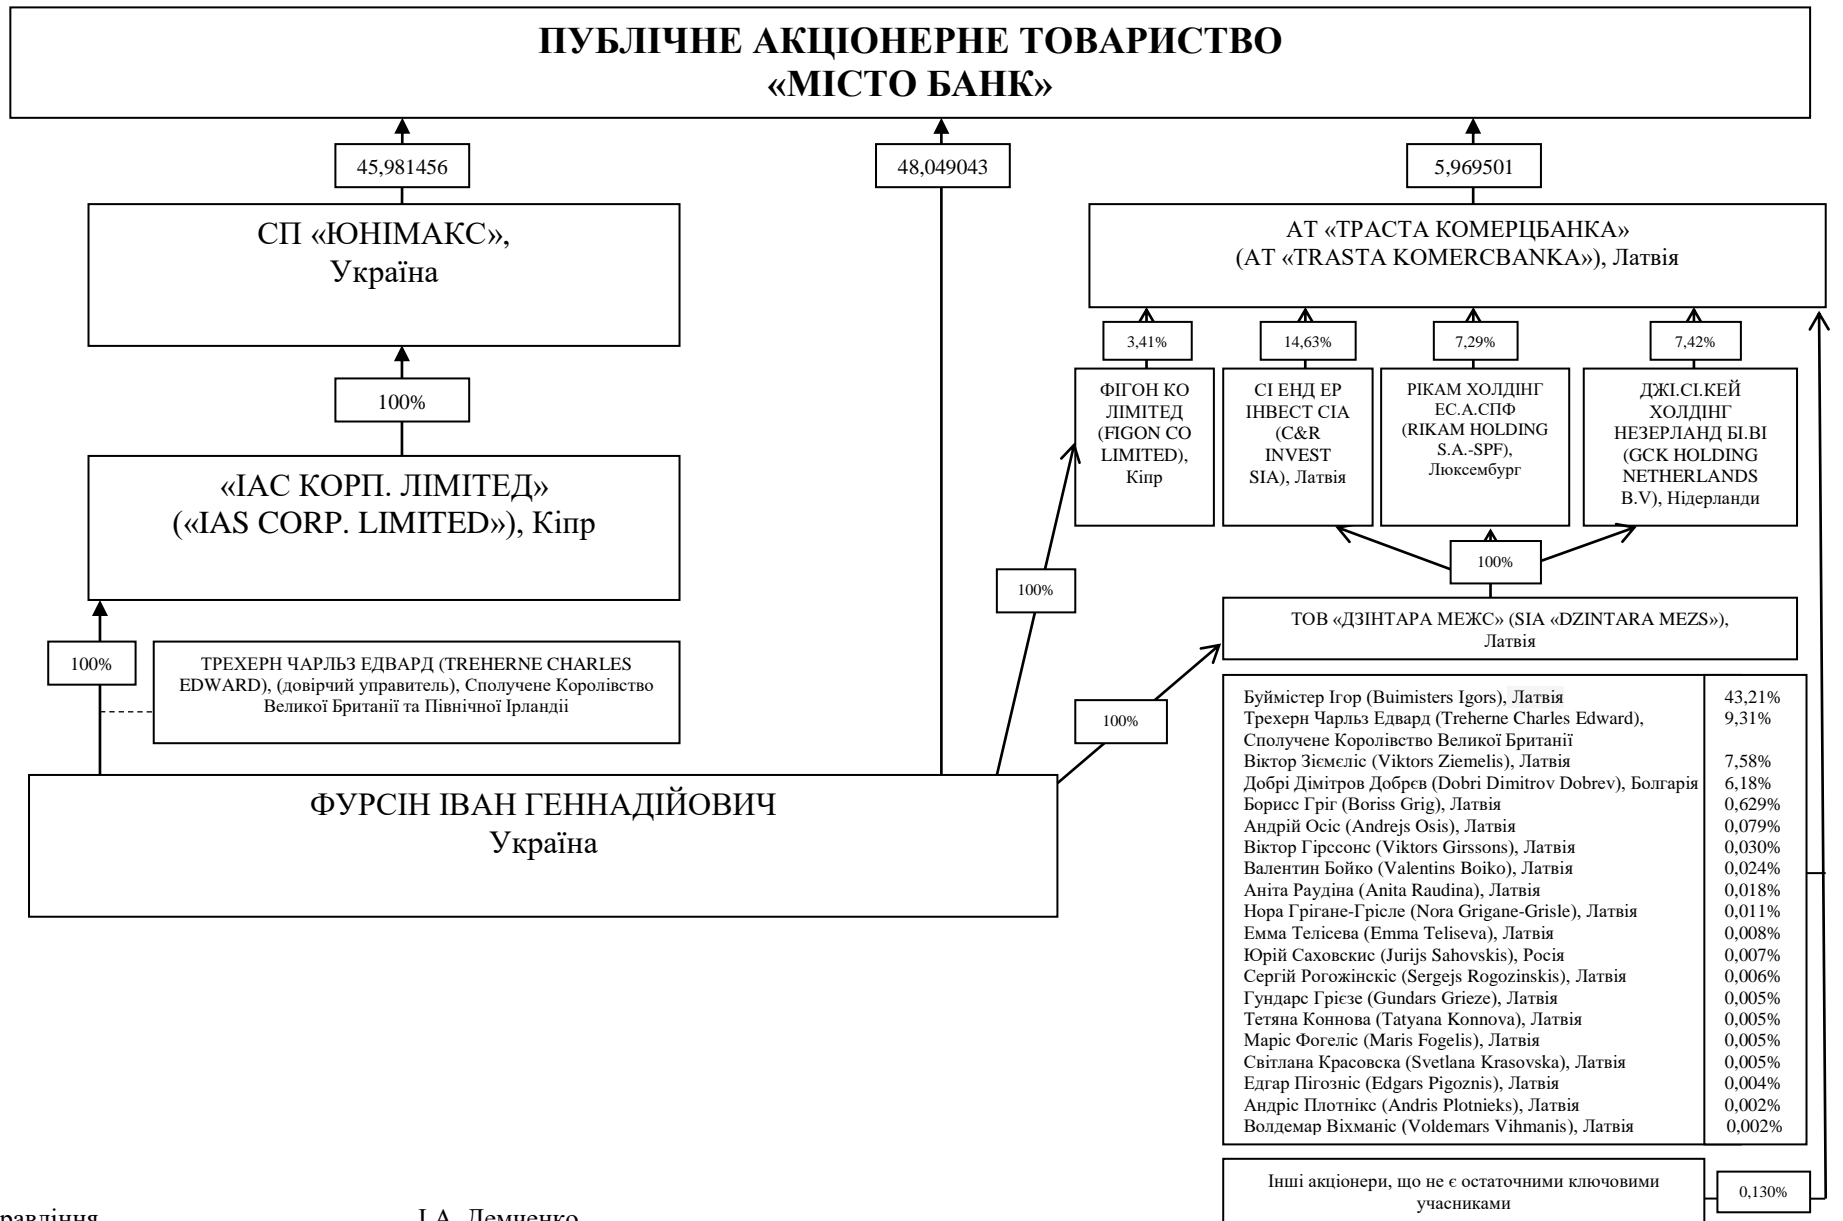 ПУБЛІЧНЕ АКЦІОНЕРНЕ ТОВАРИСТВО
«МІСТО БАНК»
45,981456
48,049043
5,969501
СП «ЮНІМАКС»,
Україна
АТ «ТРАСТА КОМЕРЦБАНКА»
(АТ «TRASTA KOMERCBANKA»), Латвія
3,41%
14,63%
7,29%
7,42%
100%
ФІГОН КО
ЛІМІТЕД
(FIGON CO
LIMITED),
Кіпр
СІ ЕНД ЕР
ІНВЕСТ СІА
(C&R
INVEST
SIA), Латвія
РІКАМ ХОЛДІНГ
ЕС.А.СПФ
(RIKAM HOLDING
S.A.-SPF),
Люксембург
ДЖІ.СІ.КЕЙ
ХОЛДІНГ
НЕЗЕРЛАНД БІ.ВІ
(GCK HOLDING
NETHERLANDS
B.V), Нідерланди
«ІАС КОРП. ЛІМІТЕД»
(«IAS CORP. LIMITED»), Кіпр
100%
100%
ТОВ «ДЗІНТАРА МЕЖС» (SIA «DZINTARA MEZS»),
Латвія
100%
ТРЕХЕРН ЧАРЛЬЗ ЕДВАРД (TREHERNE CHARLES
EDWARD), (довірчий управитель), Сполучене Королівство
Великої Британії та Північної Ірландіі
100%
ФУРСІН ІВАН ГЕННАДІЙОВИЧ
Україна
Буймістер Ігор (Buimisters Igors), Латвія 43,21%
Трехерн Чарльз Едвард (Treherne Charles Edward), 9,31%
Сполучене Королівство Великої Британії
Віктор Зіємєліс (Viktors Ziemelis), Латвія 7,58%
Добрі Дімітров Добрєв (Dobri Dimitrov Dobrev), Болгарія 6,18%
Борисс Гріг (Boriss Grig), Латвія 0,629%
Андрій Осіс (Andrejs Osis), Латвія 0,079%
Віктор Гірссонс (Viktors Girssons), Латвія 0,030%
Валентин Бойко (Valentins Boiko), Латвія 0,024%
Аніта Раудіна (Anita Raudina), Латвія 0,018%
Нора Грігане-Грісле (Nora Grigane-Grisle), Латвія 0,011%
Емма Телісева (Emma Teliseva), Латвія 0,008%
Юрій Саховскис (Jurijs Sahovskis), Росія 0,007%
Сергій Рогожінскіс (Sergejs Rogozinskis), Латвія 0,006%
Гундарс Грієзе (Gundars Grieze), Латвія 0,005%
Тетяна Коннова (Tatyana Konnova), Латвія 0,005%
Маріс Фогеліс (Maris Fogelis), Латвія 0,005%
Світлана Красовска (Svetlana Krasovska), Латвія 0,005%
Едгар Пігозніс (Edgars Pigoznis), Латвія 0,004%
Андріс Плотнікс (Andris Plotnieks), Латвія 0,002%
Волдемар Віхманіс (Voldemars Vihmanis), Латвія 0,002%
Інші акціонери, що не є остаточними ключовими
учасниками
0,130%
равління І.А. Демченко